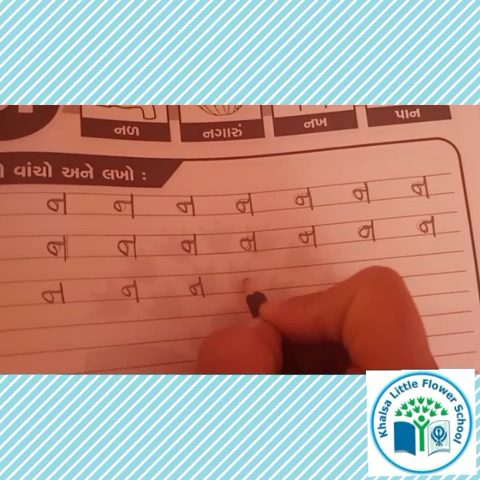 નળ નગારું નખ પાન
વાંચો અને લખો :
ન ન ન ન ન ન ન
ન ન ન ન ન ન ન
ન ન ન
Khalsa Little Flower School